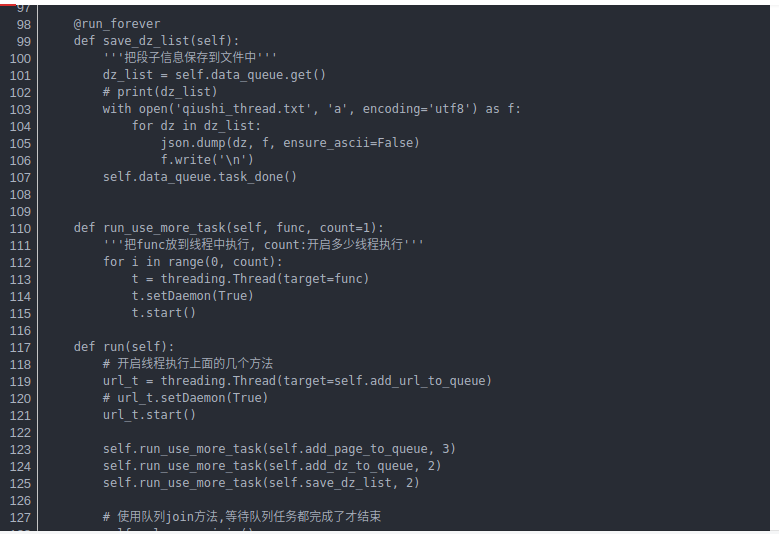 97
98 @run_forever
99 def save_dz_list(self):
100 '''把段子信息保存到文件中'''
101 dz_list = self.data_queue.get()
102 # print(dz_list)
103 with open('qiushi_thread.txt', 'a', encoding='utf8') as f:
104 for dz in dz_list:
105 json.dump(dz, f, ensure_ascii=False)
106 f.write('\n')
107 self.data_queue.task_done()
108
109
110 def run_use_more_task(self, func, count=1):
111 '''把func放到线程中执行, count:开启多少线程执行'''
112 for i in range(0, count):
113 t = threading.Thread(target=func)
114 t.setDaemon(True)
115 t.start()
116
117 def run(self):
118 # 开启线程执行上面的几个方法
119 url_t = threading.Thread(target=self.add_url_to_queue)
120 # url_t.setDaemon(True)
121 url_t.start()
122
123 self.run_use_more_task(self.add_page_to_queue, 3)
124 self.run_use_more_task(self.add_dz_to_queue, 2)
125 self.run_use_more_task(self.save_dz_list, 2)
126
127 # 使用队列join方法,等待队列任务都完成了才结束